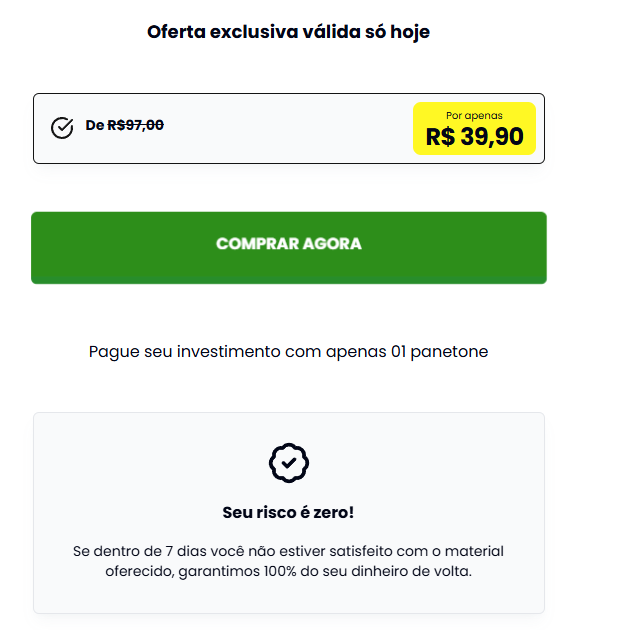 Oferta exclusiva válida só hoje
De R$97,00
Por apenas
R$ 39,90
COMPRAR AGORA
Pague seu investimento com apenas 01 panetone
Seu risco é zero!
Se dentro de 7 dias você não estiver satisfeito com o material
oferecido, garantimos 100% do seu dinheiro de volta.